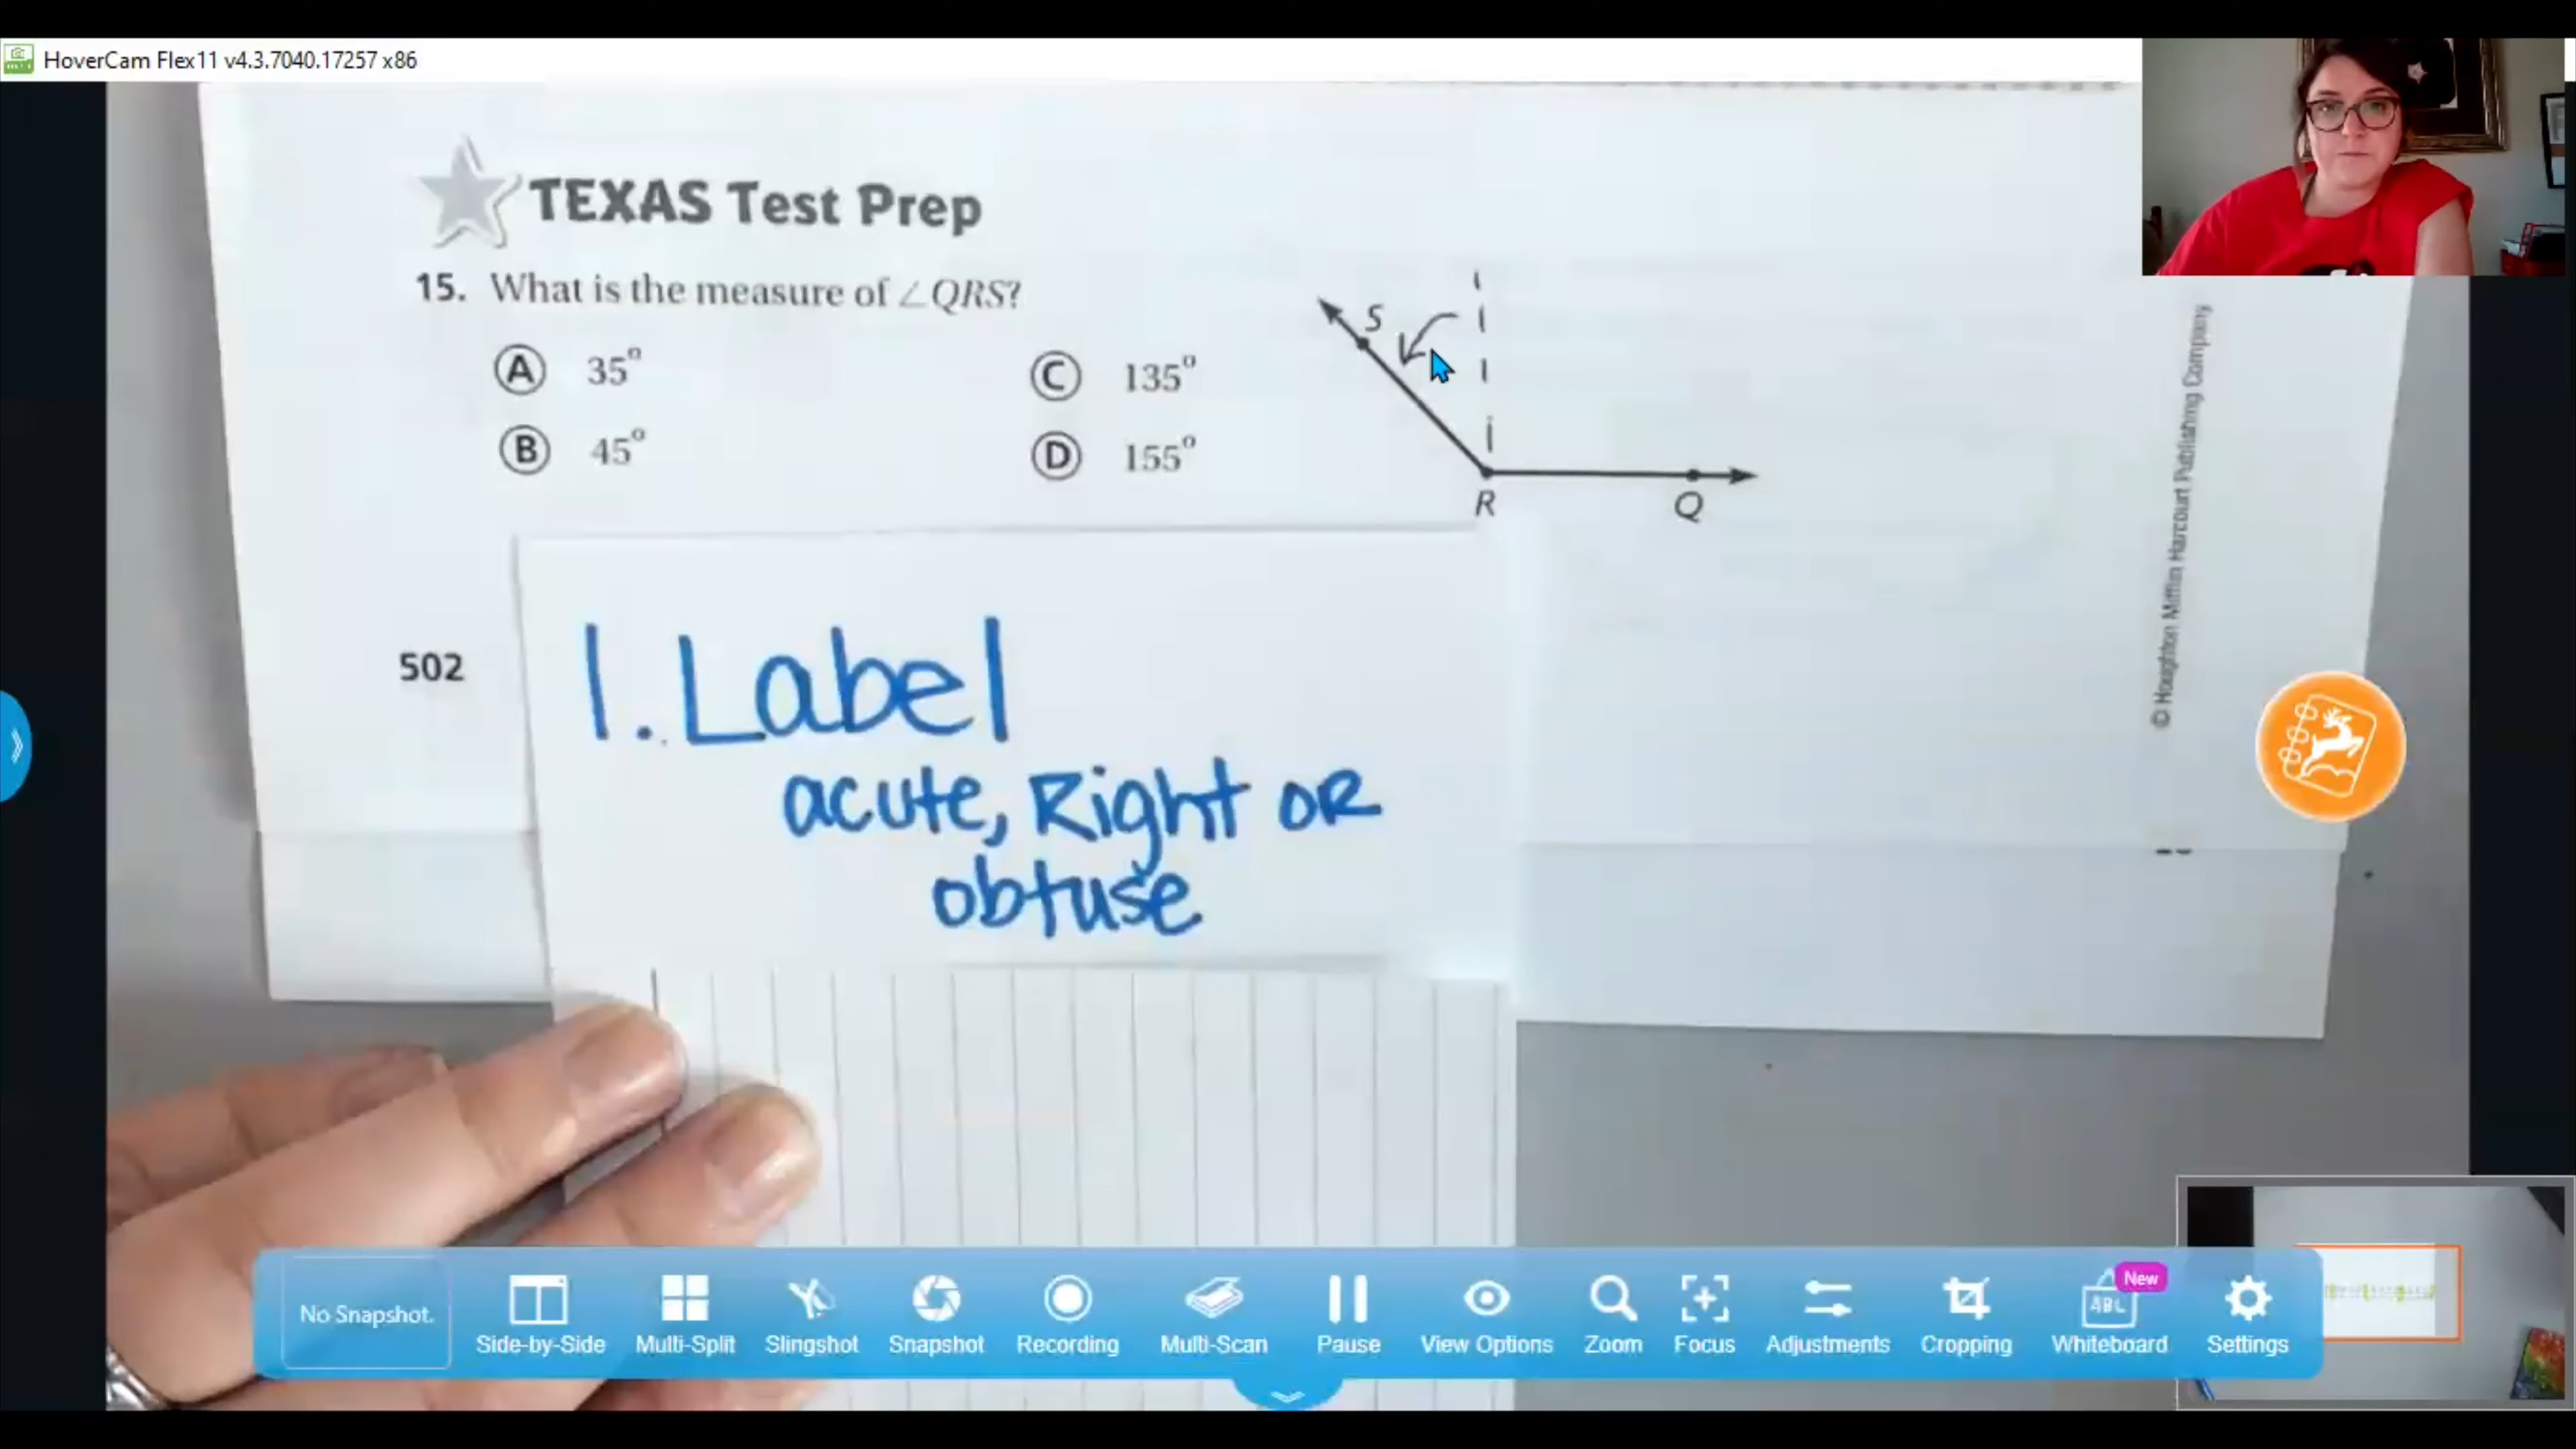 HoverCam Flex11 v4.3.7040.17257 x86
TEXAS Test Prep
15. What is the measure of ∠QRS?
A 35°
C 135°
B 45°
D 155°
S
R
Q
© Houghton Mifflin Harcourt Publishing Company
502
1. Label
acute, Right OR
obtuse
No Snapshot.
Side-by-Side
Multi-Split
Slingshot
Snapshot
Recording
Multi-Scan
Pause
View Options
Zoom
Focus
Adjustments
Cropping
New
ABC
Whiteboard
Settings